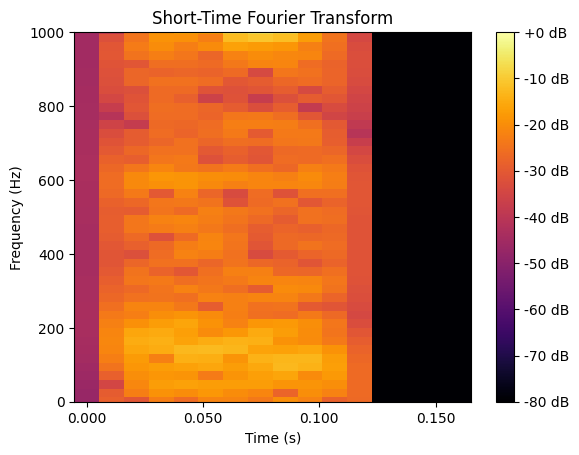 Short-Time Fourier Transform
1000
800
600
400
200
0
Frequency (Hz)
0.000
0.050
0.100
0.150
Time (s)
+0 dB
-10 dB
-20 dB
-30 dB
-40 dB
-50 dB
-60 dB
-70 dB
-80 dB